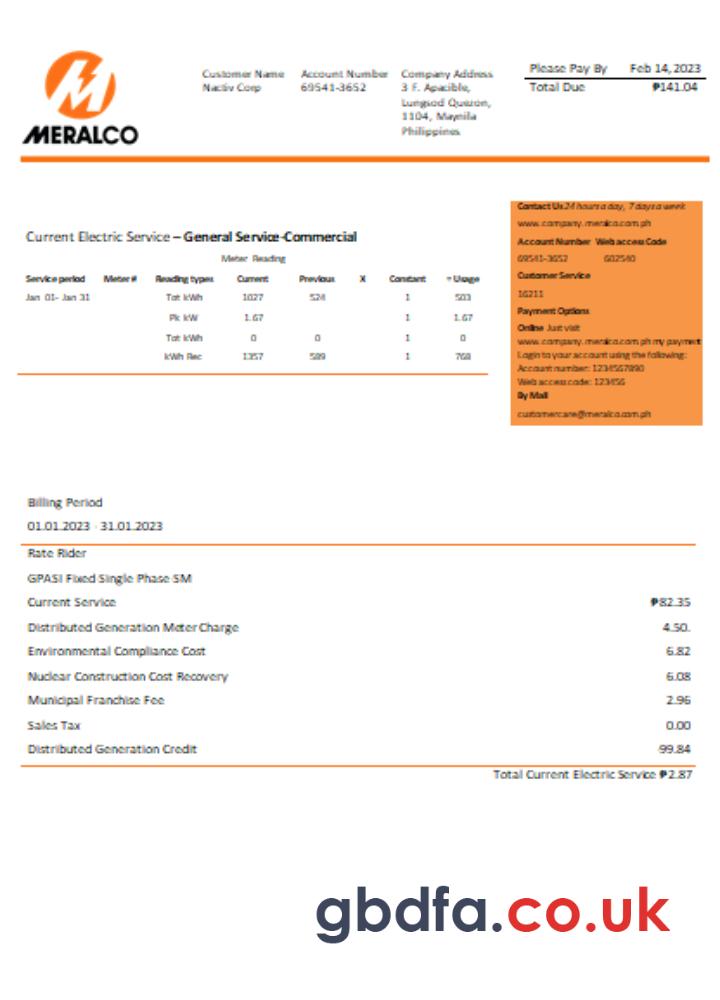 MERALCO
Customer Name Account Number Company Address
Nactiv Corp 69541-3652 3 F. Apacible,
Lungsod Quezon,
1104, Maynila
Philippines
Please Pay By Feb 14, 2023
Total Due ₱141.04
Contact Us 24 hours a day, 7 days a week
www.company.meralco.com.ph
Account Number Web access Code
69541-3652 602540
Customer Service
16211
Payment Options
Online Just visit
www.company.meralco.com.ph my payment
Login to your account using the following:
Account number: 1234567890
Web access code: 123456
By Mail
customercare@meralco.com.ph
Current Electric Service – General Service-Commercial
Meter Reading
Service period Meter # Reading types Current Previous X Constant = Usage
Jan 01- Jan 31 Tot kWh 1027 524 1 503
Pk kW 1.67 1 1.67
Tot kWh 0 0 1 0
kWh Rec 1357 589 1 768
Billing Period
01.01.2023 - 31.01.2023
Rate Rider
GPASI Fixed Single Phase SM
Current Service ₱82.35
Distributed Generation Meter Charge 4.50.
Environmental Compliance Cost 6.82
Nuclear Construction Cost Recovery 6.08
Municipal Franchise Fee 2.96
Sales Tax 0.00
Distributed Generation Credit 99.84
Total Current Electric Service ₱2.87
gbdfa.co.uk